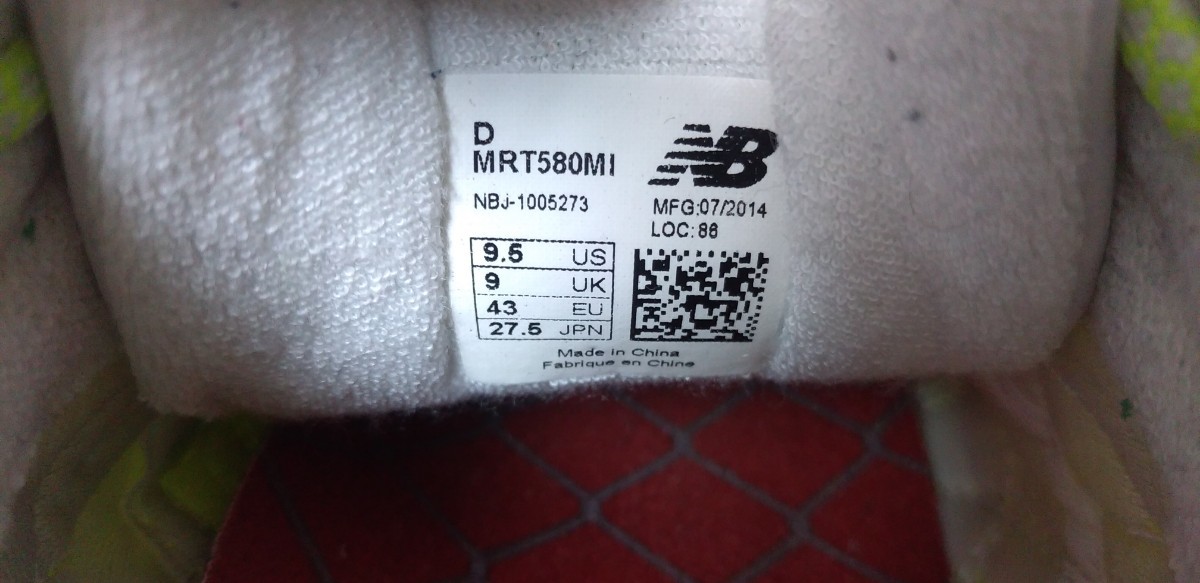 D
MRT580MI
NB
NBJ-1005273
MFG:07/2014
LOC:86
9.5 US
9 UK
43 EU
27.5 JPN
Made in China
Fabrique en Chine